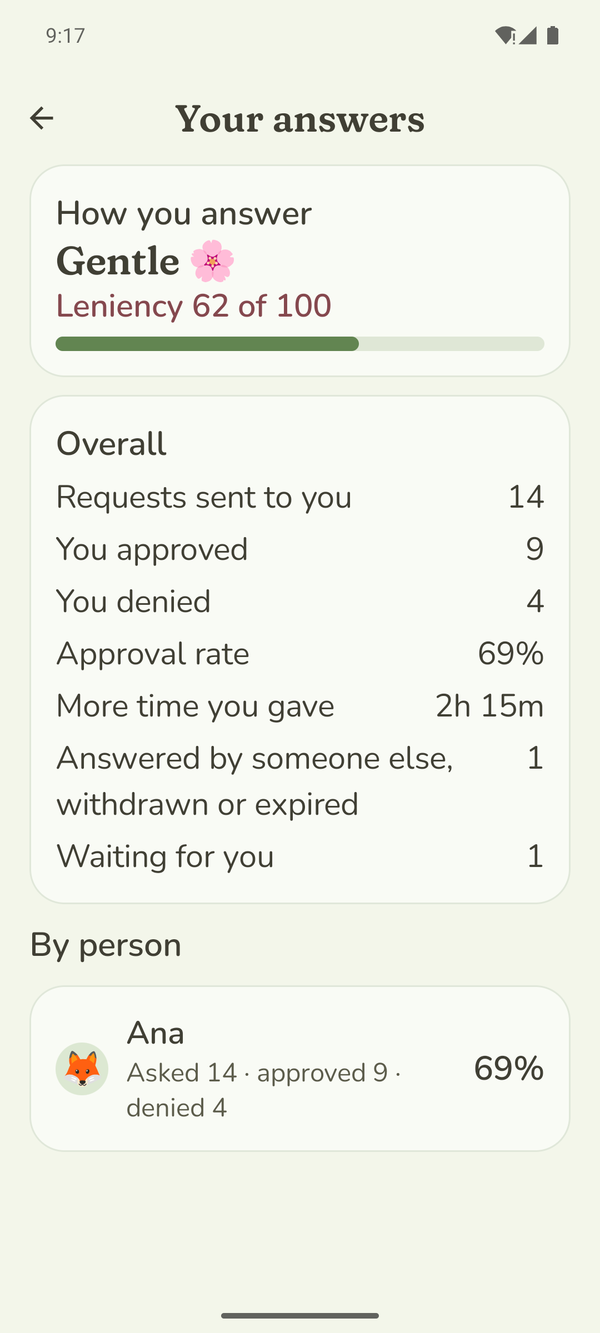 9:17
Your answers
How you answer
Gentle 🌸
Leniency 62 of 100
Overall
Requests sent to you 14
You approved 9
You denied 4
Approval rate 69%
More time you gave 2h 15m
Answered by someone else, 1
withdrawn or expired
Waiting for you 1
By person
Ana
Asked 14 · approved 9 ·
denied 4
69%